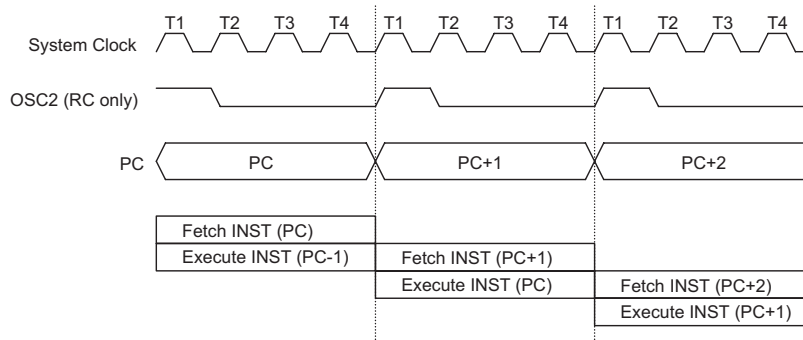 T1 T2 T3 T4 T1 T2 T3 T4 T1 T2 T3 T4
System Clock
OSC2 (RC only)
PC PC PC+1 PC+2
Fetch INST (PC)
Execute INST (PC-1) Fetch INST (PC+1)
Execute INST (PC) Fetch INST (PC+2)
Execute INST (PC+1)